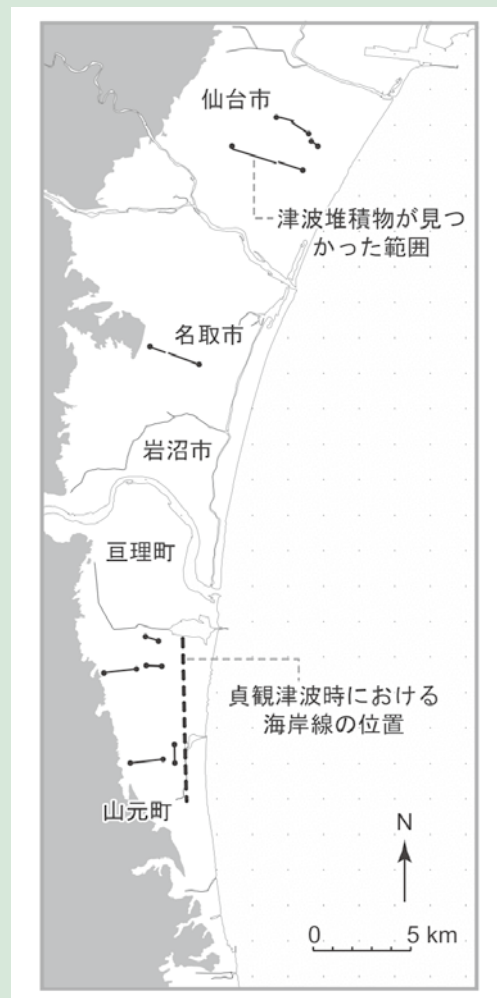 仙台市
津波堆積物が見つ
かった範囲
名取市
岩沼市
亘理町
貞観津波時における
海岸線の位置
山元町
N
0 5 km